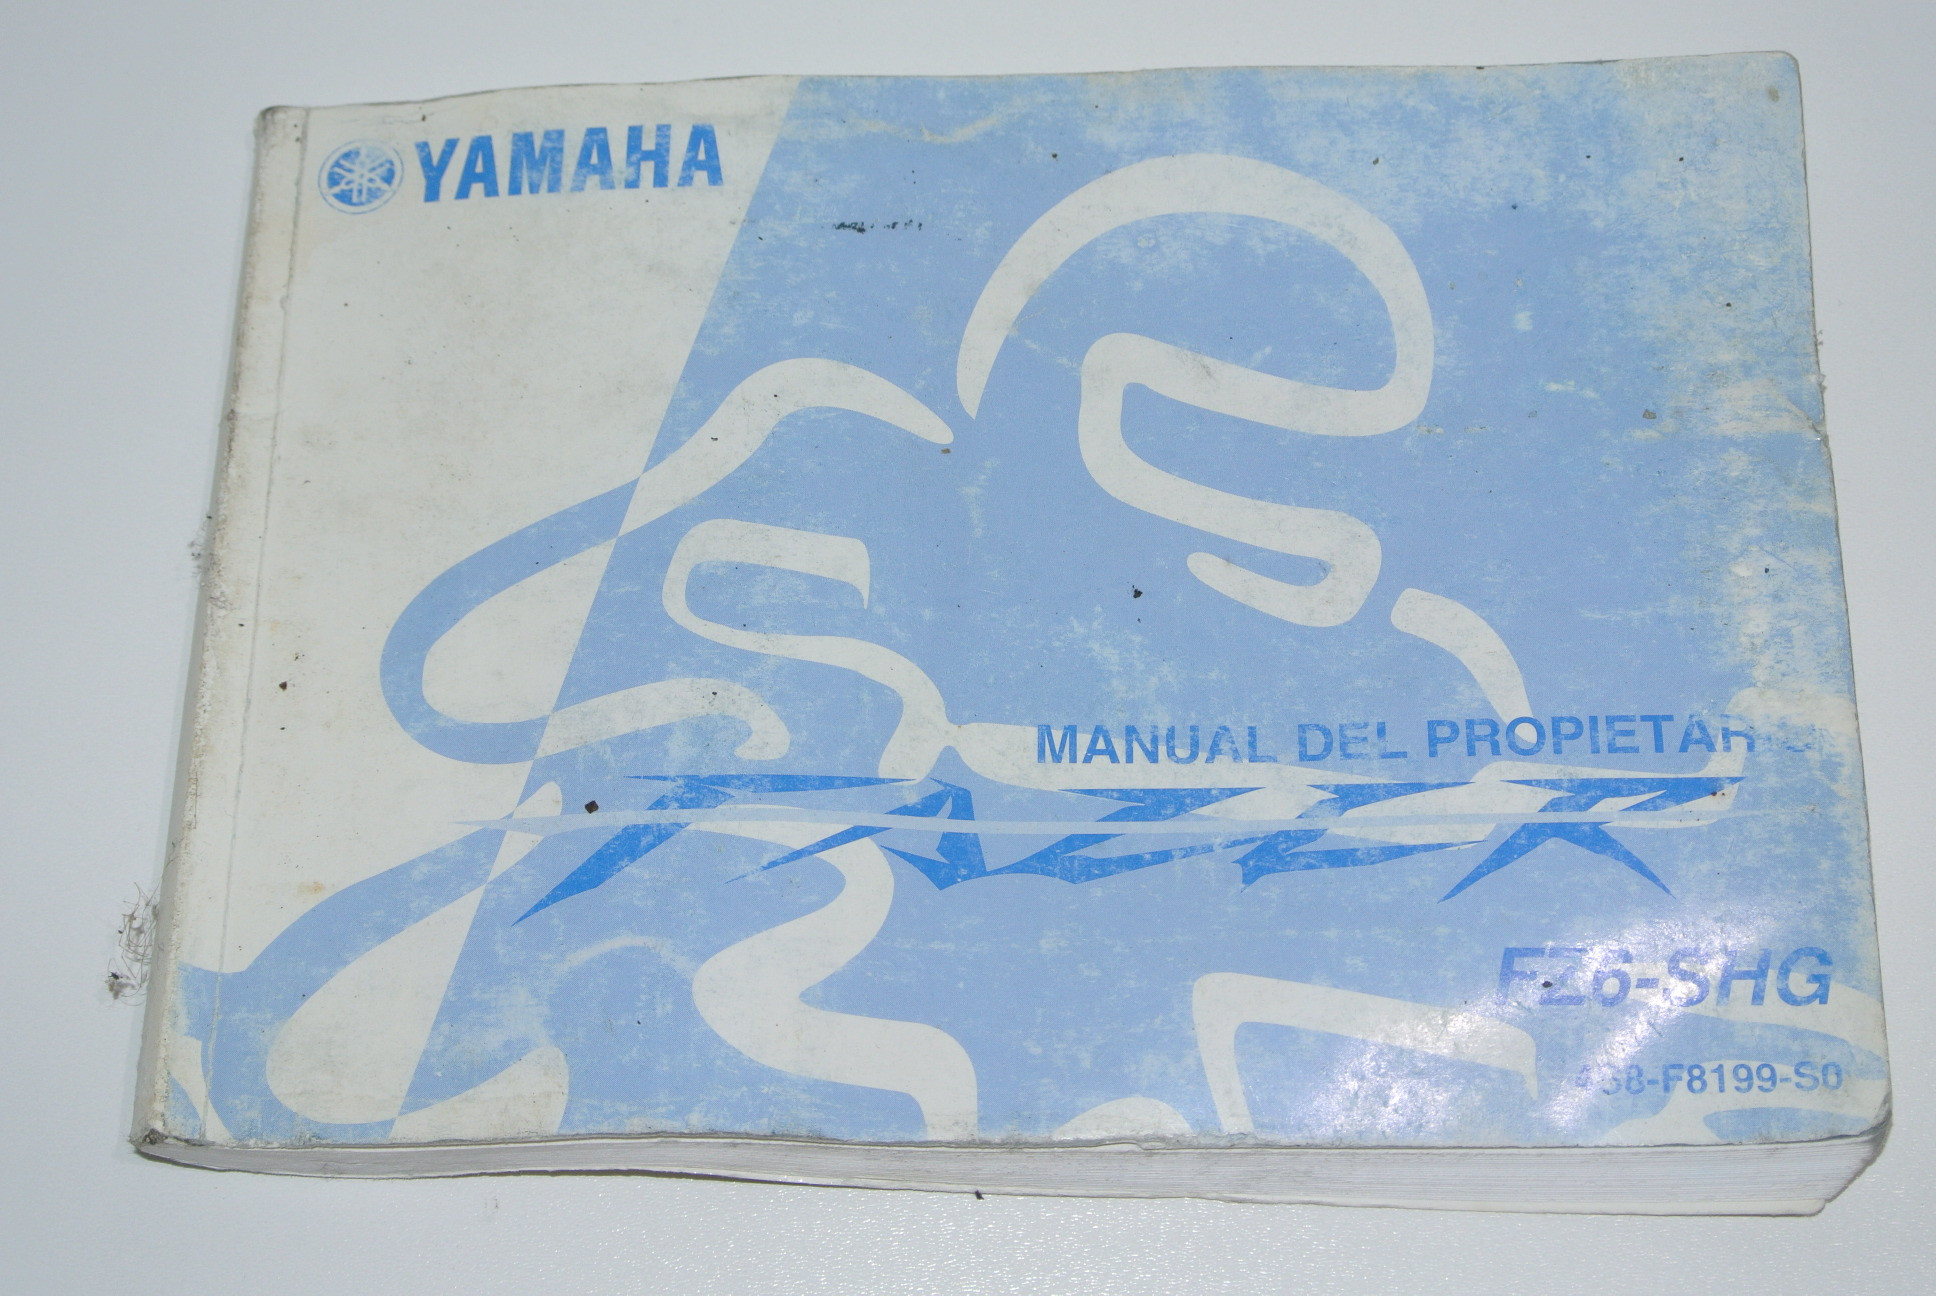 YAMAHA
MANUAL DEL PROPIETARIO
FAZER
FZ6-SHG
4S8-F8199-S0